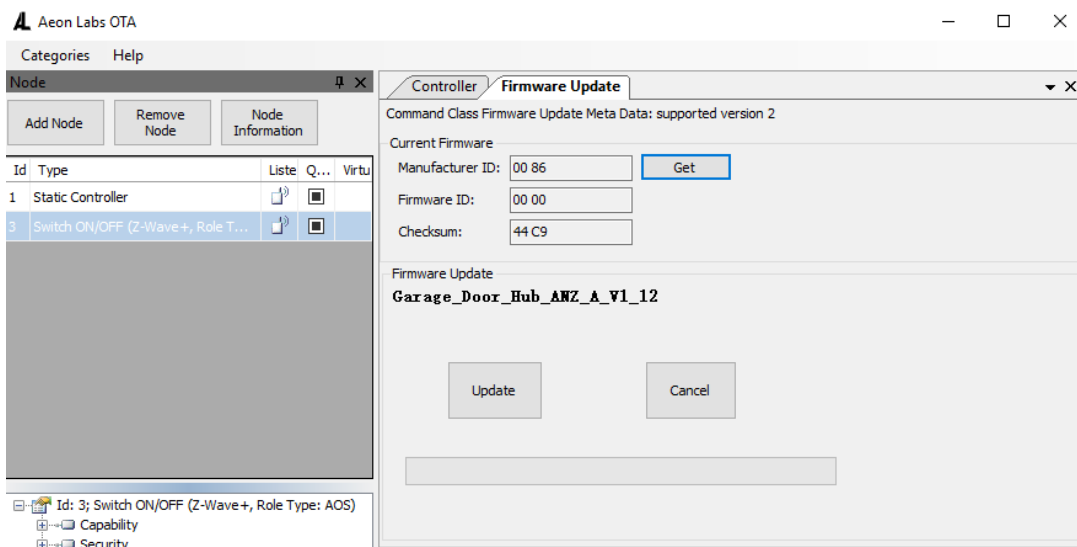 Aeon Labs OTA
Categories Help
Node
Add Node
Remove
Node
Node
Information
Id Type Liste Q... Virtu
1 Static Controller
3 Switch ON/OFF (Z-Wave+, Role T...
Id: 3; Switch ON/OFF (Z-Wave+, Role Type: AOS)
Capability
Security
Controller Firmware Update
Command Class Firmware Update Meta Data: supported version 2
Current Firmware
Manufacturer ID: 00 86 Get
Firmware ID: 00 00
Checksum: 44 C9
Firmware Update
Garage_Door_Hub_ANZ_A_V1_12
Update Cancel